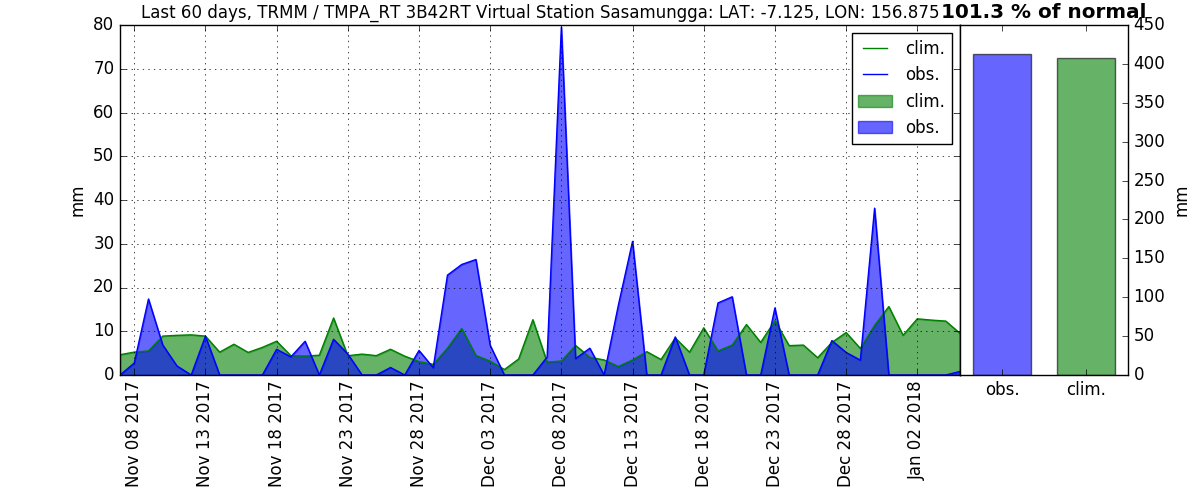 Last 60 days, TRMM / TMPA_RT 3B42RT Virtual Station Sasamungga: LAT: -7.125, LON: 156.875
101.3 % of normal
mm
80
70
60
50
40
30
20
10
0
clim.
obs.
clim.
obs.
Nov 08 2017
Nov 13 2017
Nov 18 2017
Nov 23 2017
Nov 28 2017
Dec 03 2017
Dec 08 2017
Dec 13 2017
Dec 18 2017
Dec 23 2017
Dec 28 2017
Jan 02 2018
450
400
350
300
250
200
150
100
50
0
mm
obs.
clim.